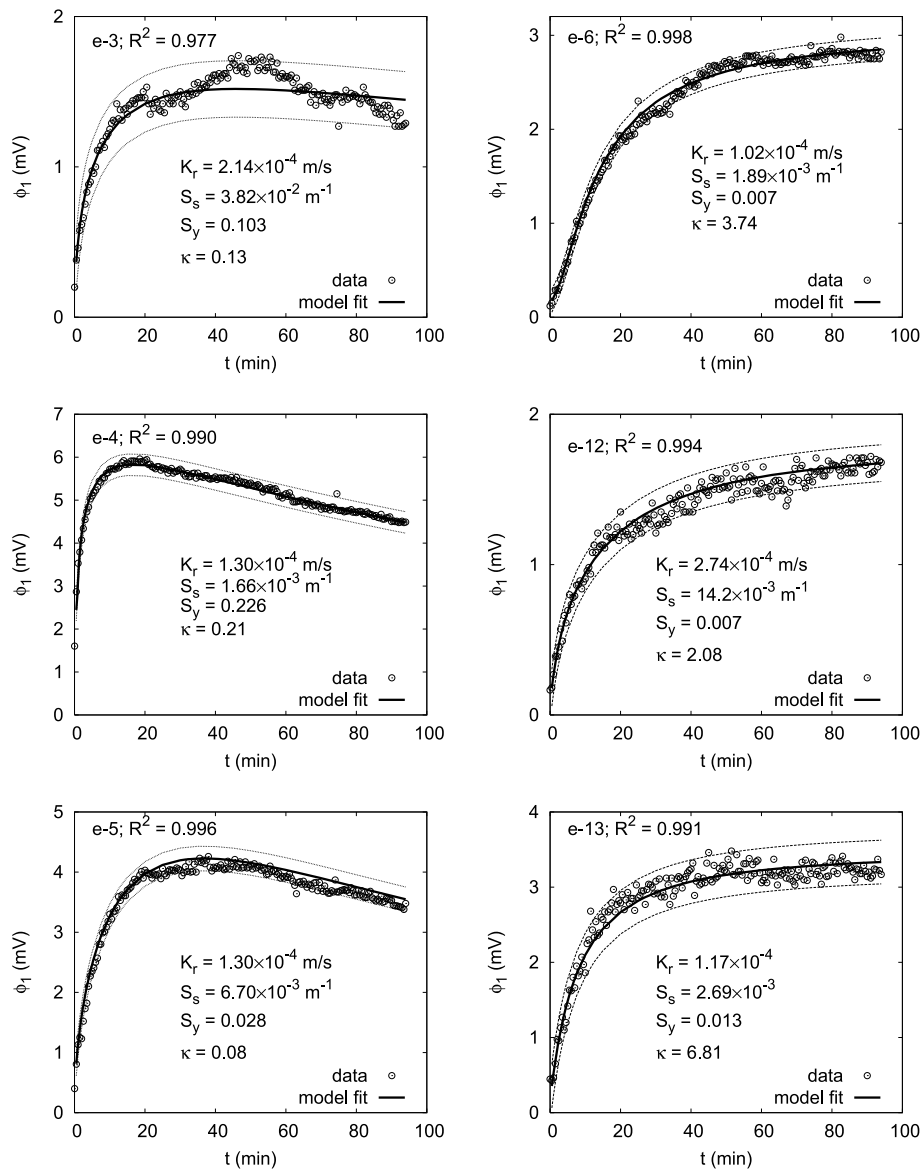 e-3; R² = 0.977
2
1
0
ϕ₁ (mV)
K_r = 2.14×10⁻⁴ m/s
S_s = 3.82×10⁻² m⁻¹
S_y = 0.103
κ = 0.13
data
model fit
0 20 40 60 80 100
t (min)
e-6; R² = 0.998
3
2
1
0
ϕ₁ (mV)
K_r = 1.02×10⁻⁴ m/s
S_s = 1.89×10⁻³ m⁻¹
S_y = 0.007
κ = 3.74
data
model fit
0 20 40 60 80 100
t (min)
e-4; R² = 0.990
7
6
5
4
3
2
1
0
ϕ₁ (mV)
K_r = 1.30×10⁻⁴ m/s
S_s = 1.66×10⁻³ m⁻¹
S_y = 0.226
κ = 0.21
data
model fit
0 20 40 60 80 100
t (min)
e-12; R² = 0.994
2
1
0
ϕ₁ (mV)
K_r = 2.74×10⁻⁴ m/s
S_s = 14.2×10⁻³ m⁻¹
S_y = 0.007
κ = 2.08
data
model fit
0 20 40 60 80 100
t (min)
e-5; R² = 0.996
5
4
3
2
1
0
ϕ₁ (mV)
K_r = 1.30×10⁻⁴ m/s
S_s = 6.70×10⁻³ m⁻¹
S_y = 0.028
κ = 0.08
data
model fit
0 20 40 60 80 100
t (min)
e-13; R² = 0.991
4
3
2
1
0
ϕ₁ (mV)
K_r = 1.17×10⁻⁴
S_s = 2.69×10⁻³
S_y = 0.013
κ = 6.81
data
model fit
0 20 40 60 80 100
t (min)